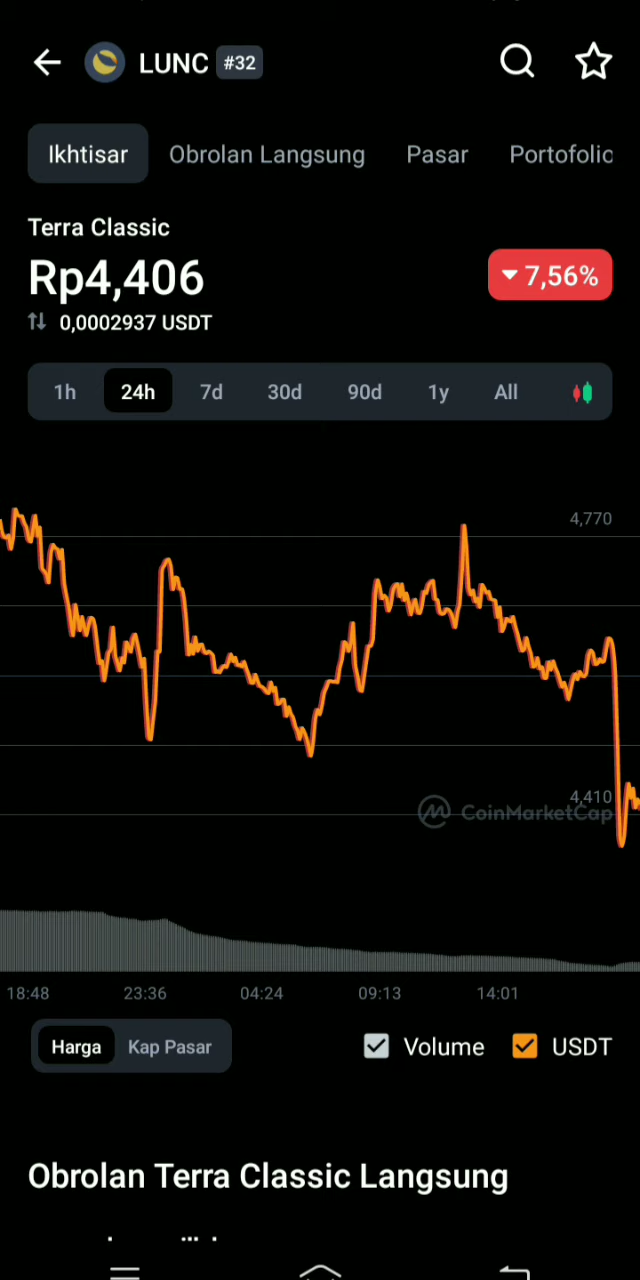 LUNC #32
Ikhtisar Obrolan Langsung Pasar Portofolio
Terra Classic
Rp4,406 7,56%
0,0002937 USDT
1h 24h 7d 30d 90d 1y All
4,770
4,410
CoinMarketCap
18:48 23:36 04:24 09:13 14:01
Harga Kap Pasar Volume USDT
Obrolan Terra Classic Langsung